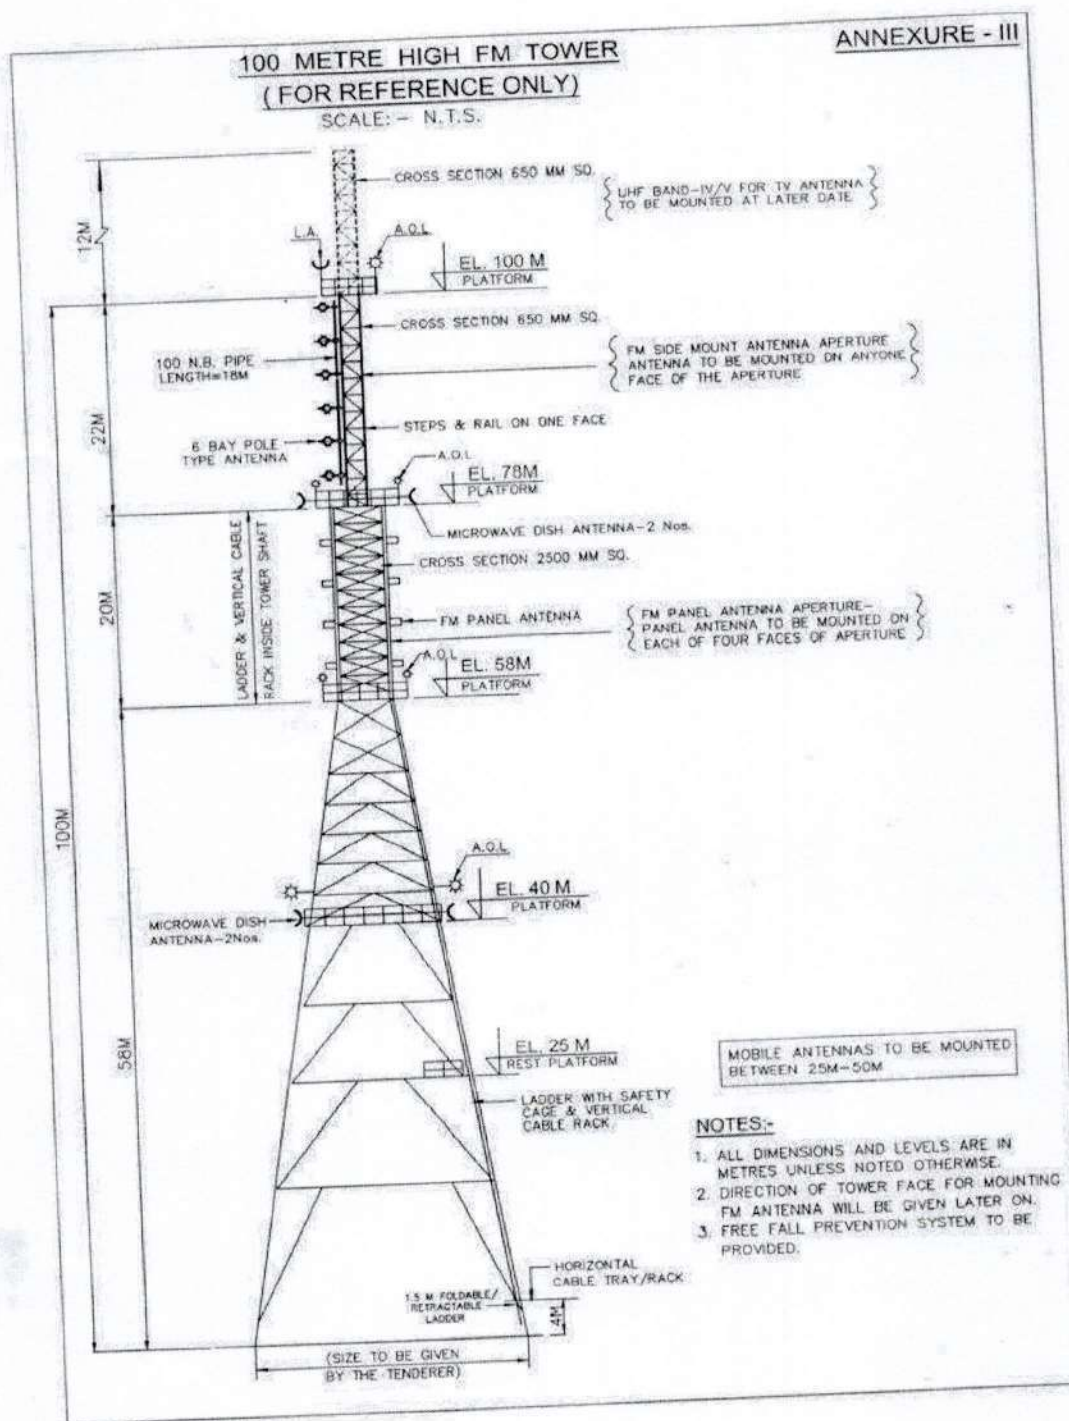 ANNEXURE - III
100 METRE HIGH FM TOWER
( FOR REFERENCE ONLY)
SCALE:- N.T.S.
CROSS SECTION 650 MM SQ.
UHF BAND-IV/V FOR TV ANTENNA
TO BE MOUNTED AT LATER DATE
12M
L.A.
A.O.L
EL. 100 M
PLATFORM
CROSS SECTION 650 MM SQ.
100 N.B. PIPE
LENGTH=18M
FM SIDE MOUNT ANTENNA APERTURE
ANTENNA TO BE MOUNTED ON ANYONE
FACE OF THE APERTURE
22M
STEPS & RAIL ON ONE FACE
6 BAY POLE
TYPE ANTENNA
A.O.L
EL. 78M
PLATFORM
MICROWAVE DISH ANTENNA-2 Nos.
LADDER & VERTICAL CABLE
RACK INSIDE TOWER SHAFT
20M
CROSS SECTION 2500 MM SQ.
FM PANEL ANTENNA
FM PANEL ANTENNA APERTURE-
PANEL ANTENNA TO BE MOUNTED ON
EACH OF FOUR FACES OF APERTURE
A.O.L
EL. 58M
PLATFORM
100M
A.O.L
EL. 40 M
PLATFORM
MICROWAVE DISH
ANTENNA-2Nos.
58M
EL. 25 M
REST PLATFORM
MOBILE ANTENNAS TO BE MOUNTED
BETWEEN 25M-50M
LADDER WITH SAFETY
CAGE & VERTICAL
CABLE RACK
NOTES:-
1. ALL DIMENSIONS AND LEVELS ARE IN
METRES UNLESS NOTED OTHERWISE.
2. DIRECTION OF TOWER FACE FOR MOUNTING
FM ANTENNA WILL BE GIVEN LATER ON.
3. FREE FALL PREVENTION SYSTEM TO BE
PROVIDED.
HORIZONTAL
CABLE TRAY/RACK
1.5 M FOLDABLE/
RETRACTABLE
LADDER
(SIZE TO BE GIVEN
BY THE TENDERER)